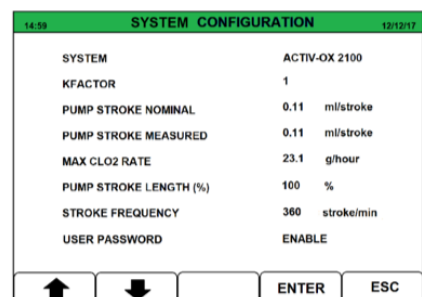 14:59 SYSTEM CONFIGURATION 12/12/17
SYSTEM ACTIV-OX 2100
KFACTOR 1
PUMP STROKE NOMINAL 0.11 ml/stroke
PUMP STROKE MEASURED 0.11 ml/stroke
MAX CLO2 RATE 23.1 g/hour
PUMP STROKE LENGTH (%) 100 %
STROKE FREQUENCY 360 stroke/min
USER PASSWORD ENABLE
ENTER ESC